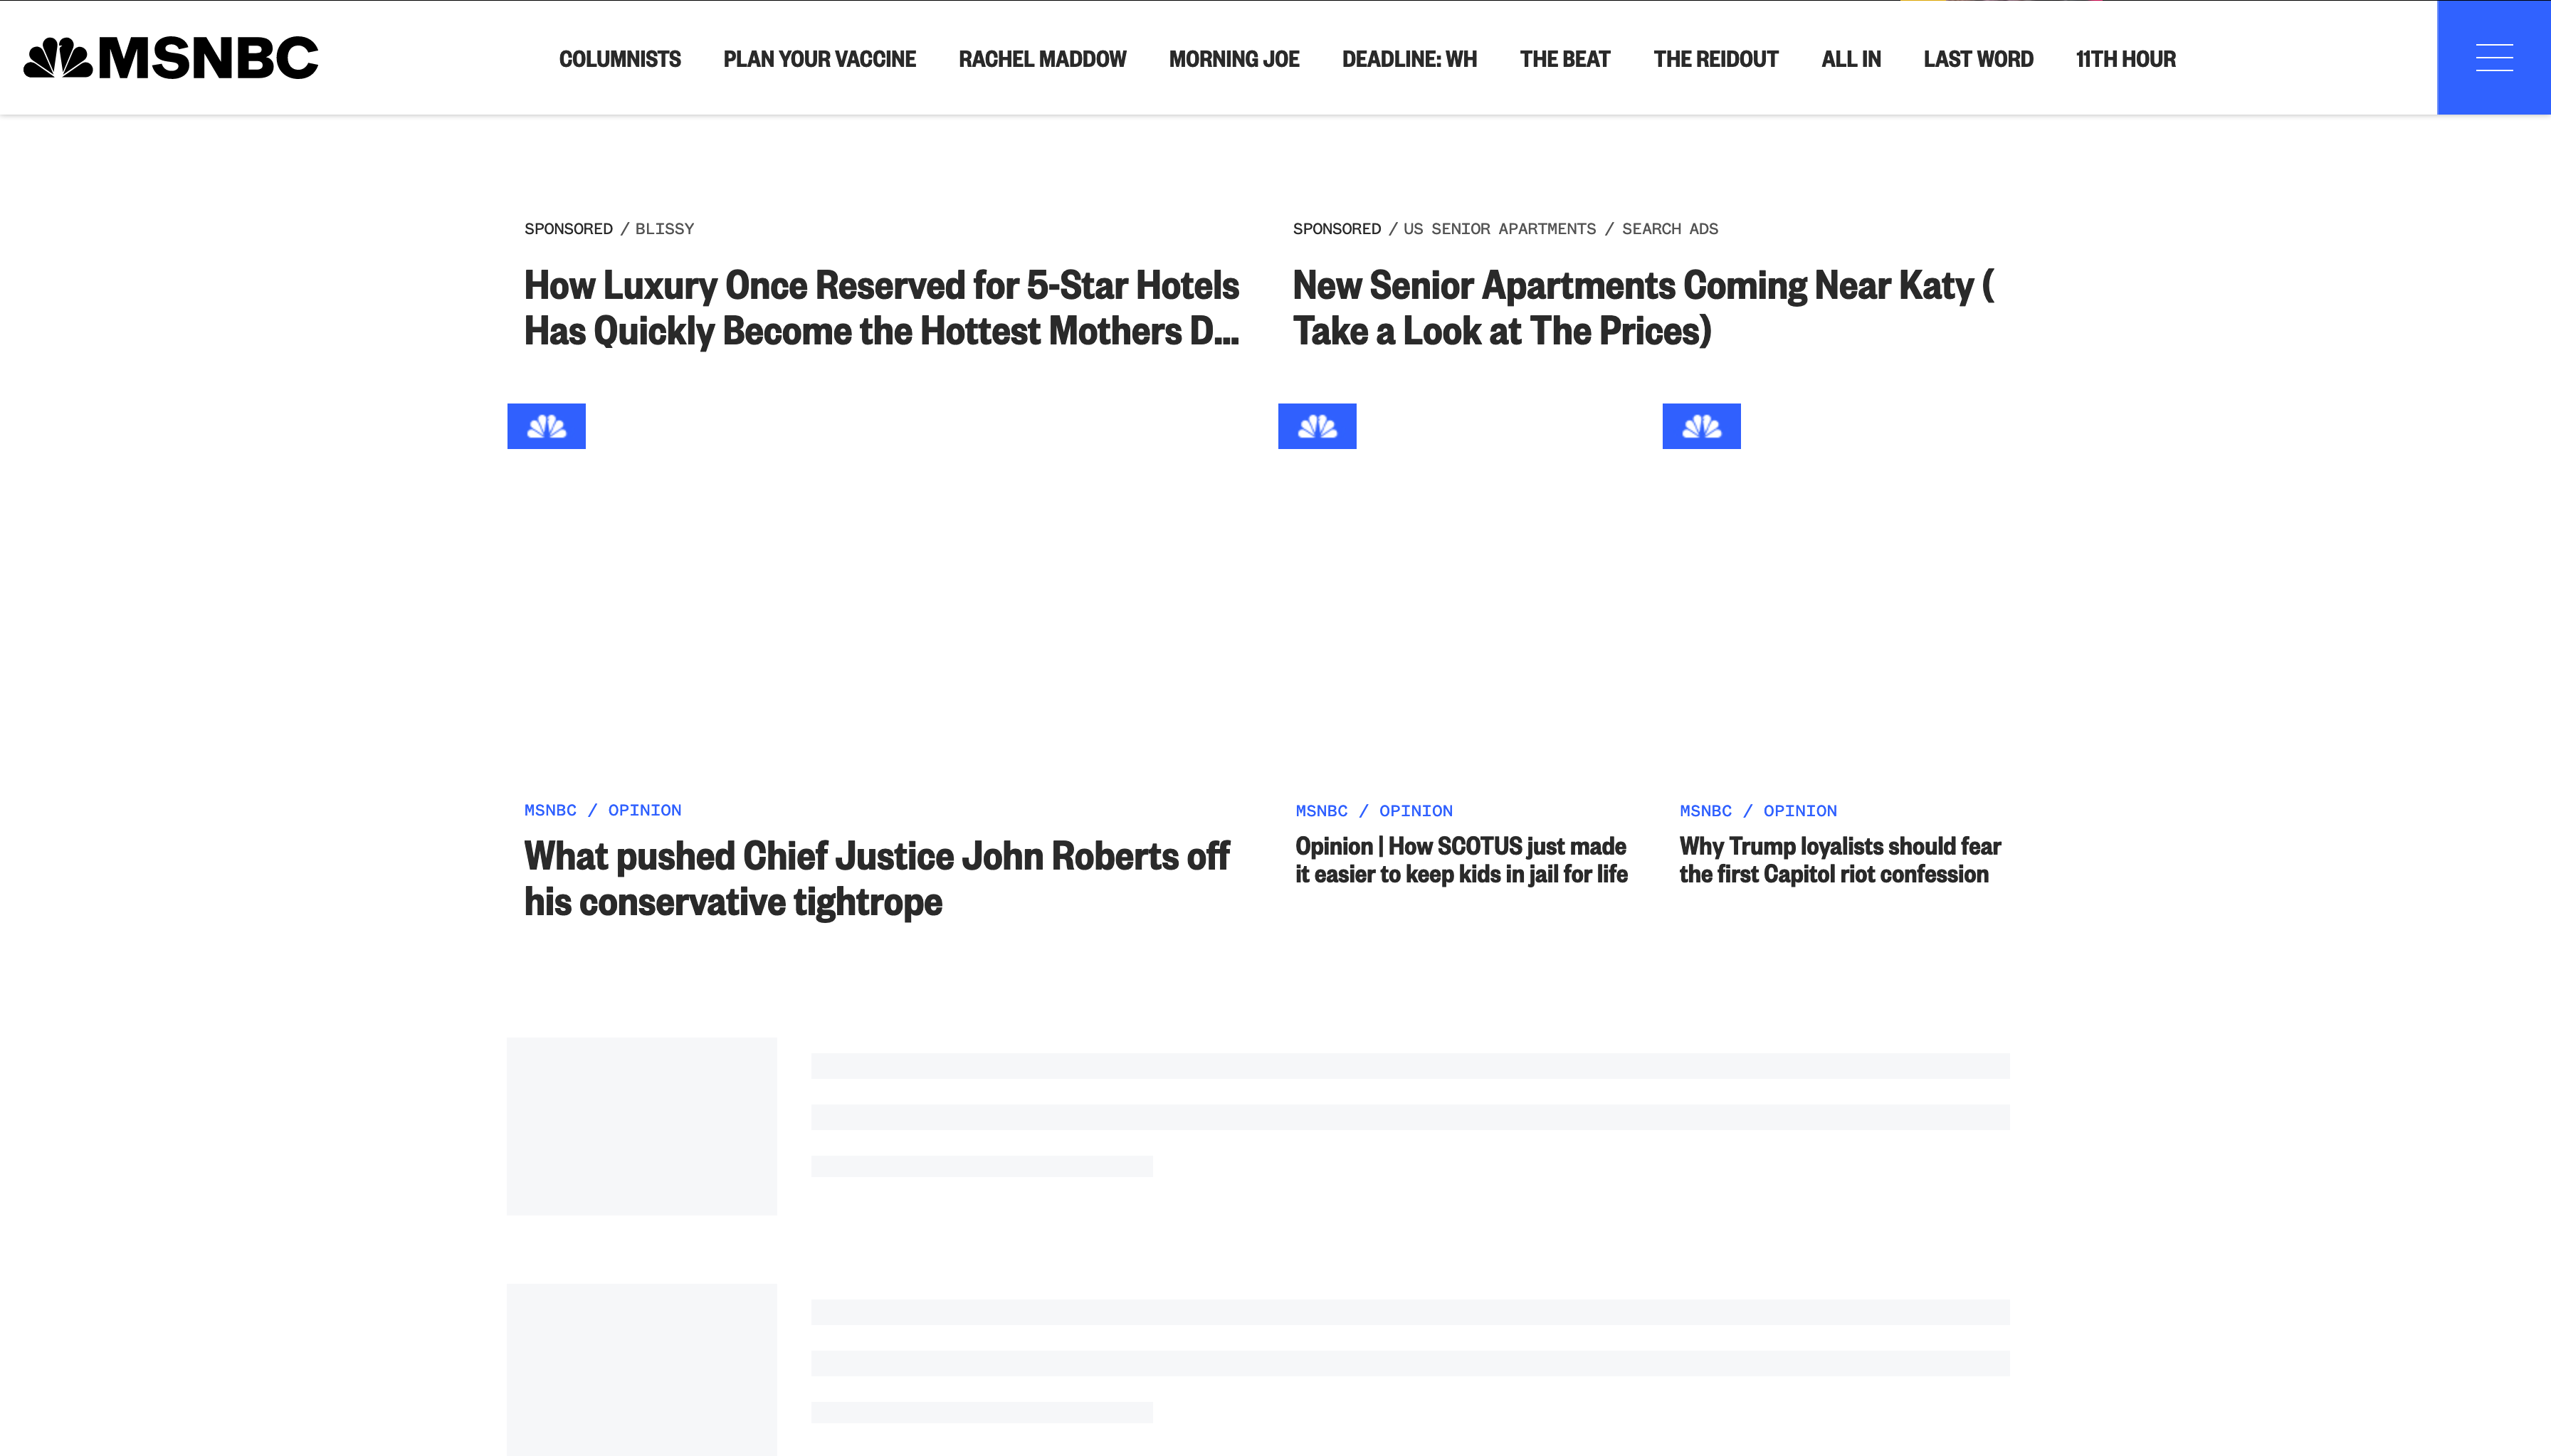 MSNBC
COLUMNISTS PLAN YOUR VACCINE RACHEL MADDOW MORNING JOE DEADLINE: WH THE BEAT THE REIDOUT ALL IN LAST WORD 11TH HOUR
SPONSORED / BLISSY
How Luxury Once Reserved for 5-Star Hotels
Has Quickly Become the Hottest Mothers D...
SPONSORED / US SENIOR APARTMENTS / SEARCH ADS
New Senior Apartments Coming Near Katy (
Take a Look at The Prices)
MSNBC / OPINION
What pushed Chief Justice John Roberts off
his conservative tightrope
MSNBC / OPINION
Opinion | How SCOTUS just made
it easier to keep kids in jail for life
MSNBC / OPINION
Why Trump loyalists should fear
the first Capitol riot confession